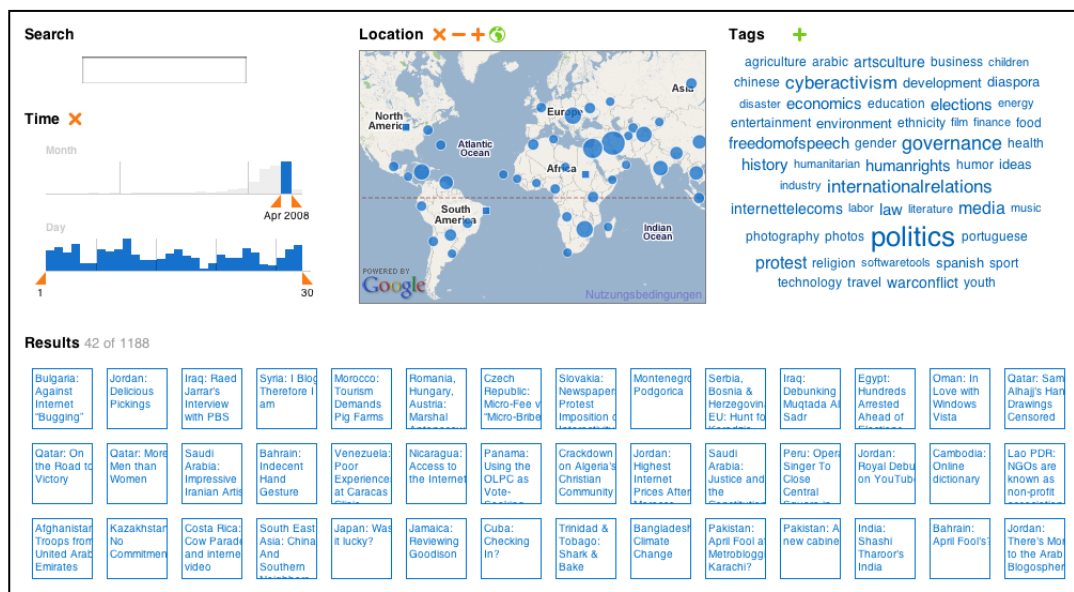 Search
Time
Month
Apr 2008
Day
1
30
Location
North
America
Atlantic
Ocean
Europe
Asia
Africa
South
America
Indian
Ocean
POWERED BY
Google
Nutzungsbedingungen
Tags
agriculture arabic artsculture business children
chinese cyberactivism development diaspora
disaster economics education elections energy
entertainment environment ethnicity film finance food
freedomofspeech gender governance health
history humanitarian humanrights humor ideas
industry internationalrelations
internettelecoms labor law literature media music
photography photos politics portuguese
protest religion softwaretools spanish sport
technology travel warconflict youth
Results 42 of 1188
Bulgaria:
Against
Internet
"Bugging"
Jordan:
Delicious
Pickings
Iraq: Raed
Jarrar's
Interview
with PBS
Syria: I Blog
Therefore I
am
Morocco:
Tourism
Demands
Pig Farms
Romania,
Hungary,
Austria:
Marshal
Czech
Republic:
Micro-Fee v
"Micro-Bribe
Slovakia:
Newspaper
Protest
Imposition o
Montenegro
Podgorica
Serbia,
Bosnia &
Herzegovina
EU: Hunt fo
Iraq:
Debunking
Muqtada Al
Sadr
Egypt:
Hundreds
Arrested
Ahead of
Elections
Oman: In
Love with
Windows
Vista
Qatar: Sam
Alhajj's Han
Drawings
Censored
Qatar: On
the Road to
Victory
Qatar: More
Men than
Women
Saudi
Arabia:
Impressive
Iranian Artis
Bahrain:
Indecent
Hand
Gesture
Venezuela:
Poor
Experience
at Caracas
Clinic
Nicaragua:
Access to
the Internet
Panama:
Using the
OLPC as
Vote-
Crackdown
on Algeria's
Christian
Community
Jordan:
Highest
Internet
Prices After
Saudi
Arabia:
Justice and
the
Peru: Opera
Singer To
Close
Central
Square in
Jordan:
Royal Debu
on YouTube
Cambodia:
Online
dictionary
Lao PDR:
NGOs are
known as
non-profit
Afghanistan
Troops from
United Arab
Emirates
Kazakhstan
No
Commitmen
Costa Rica:
Cow Parade
and interne
video
South East
Asia: China
And
Southern
Neighbors
Japan: Was
it lucky?
Jamaica:
Reviewing
Goodison
Cuba:
Checking
In?
Trinidad &
Tobago:
Shark &
Bake
Bangladesh
Climate
Change
Pakistan:
April Fool at
Metroblogg
Karachi?
Pakistan: A
new cabine
India:
Shashi
Tharoor's
India
Bahrain:
April Fool's?
Jordan:
There's Mor
to the Arab
Blogospher